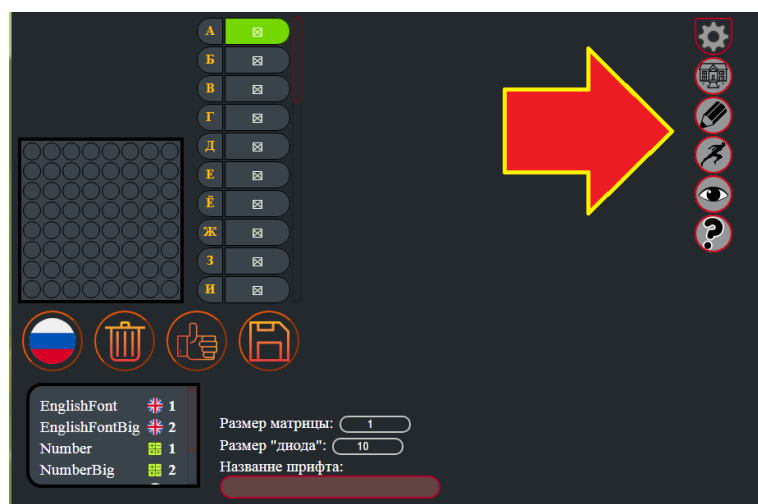 А
Б
В
Г
Д
Е
Ё
Ж
З
И
EnglishFont 1
EnglishFontBig 2
Number 1
NumberBig 2
Размер матрицы: 1
Размер "диода": 10
Название шрифта: